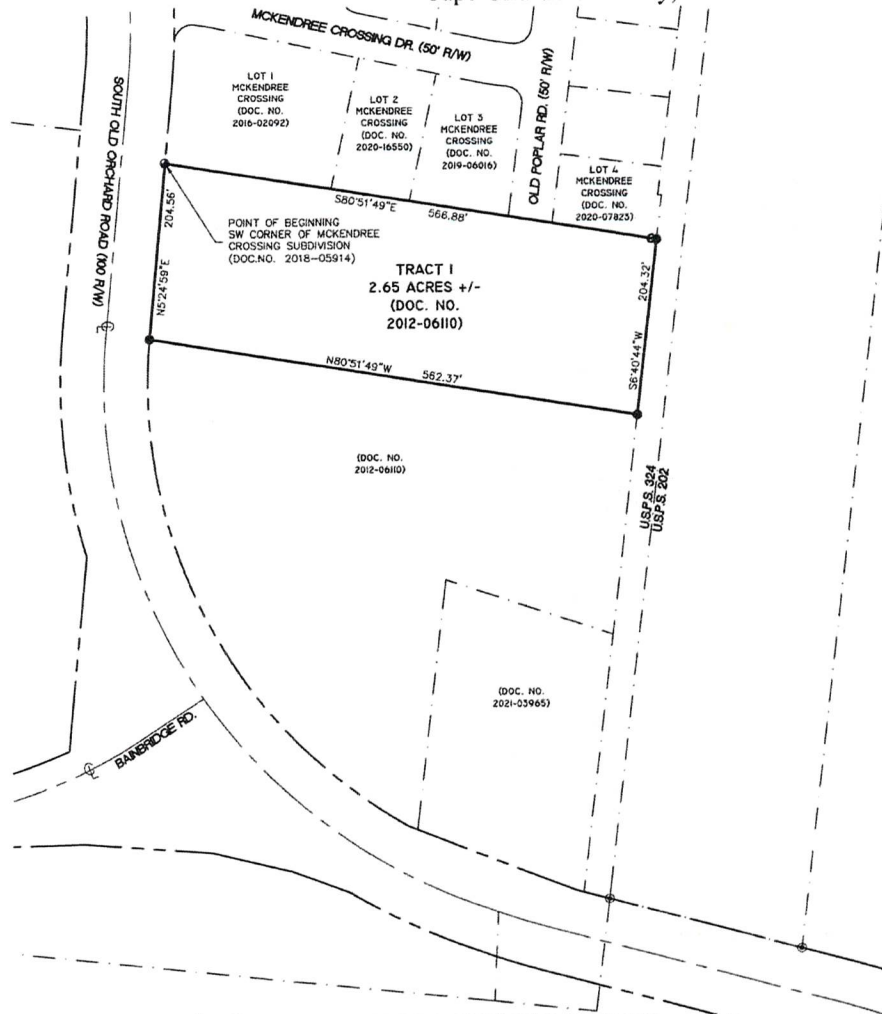 MCKENDREE CROSSING DR. (50' R/W)
SOUTH OLD ORCHARD ROAD (100 R/W)
LOT 1
MCKENDREE
CROSSING
(DOC. NO.
2016-02092)
LOT 2
MCKENDREE
CROSSING
(DOC. NO.
2020-16550)
LOT 3
MCKENDREE
CROSSING
(DOC. NO.
2019-06016)
OLD POPLAR RD. (50' R/W)
LOT 4
MCKENDREE
CROSSING
(DOC. NO.
2020-07823)
S80°51'49"E 566.88'
204.56'
N5°24'59"E
POINT OF BEGINNING
SW CORNER OF MCKENDREE
CROSSING SUBDIVISION
(DOC.NO. 2018-05914)
TRACT 1
2.65 ACRES +/-
(DOC. NO.
2012-06110)
204.32'
S6°40'44"W
N80°51'49"W 562.37'
(DOC. NO.
2012-06110)
U.S.P.S. 324
U.S.P.S. 202
(DOC. NO.
2021-03965)
BAINBRIDGE RD.